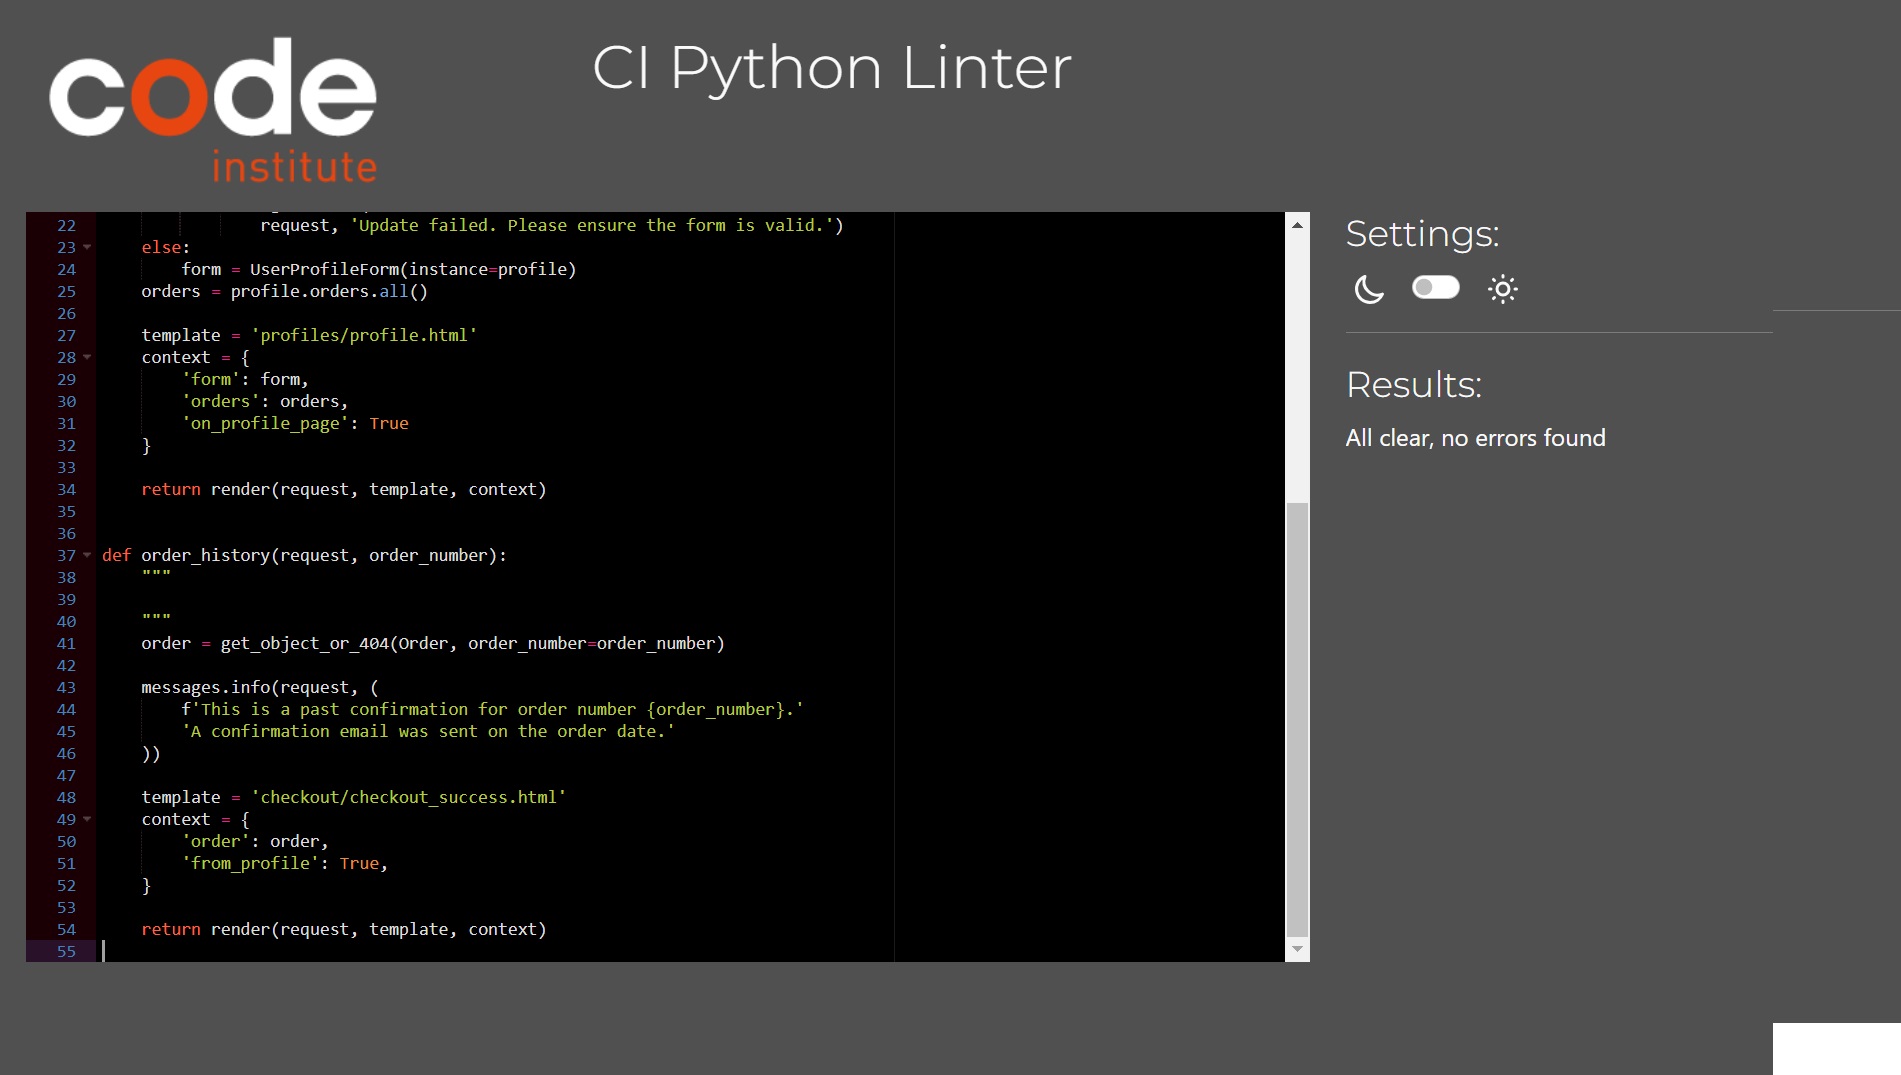 code
institute
CI Python Linter
22 request, 'Update failed. Please ensure the form is valid.')
23 else:
24 form = UserProfileForm(instance=profile)
25 orders = profile.orders.all()
26
27 template = 'profiles/profile.html'
28 context = {
29 'form': form,
30 'orders': orders,
31 'on_profile_page': True
32 }
33
34 return render(request, template, context)
35
36
37 def order_history(request, order_number):
38 """
39
40 """
41 order = get_object_or_404(Order, order_number=order_number)
42
43 messages.info(request, (
44 f'This is a past confirmation for order number {order_number}.'
45 'A confirmation email was sent on the order date.'
46 ))
47
48 template = 'checkout/checkout_success.html'
49 context = {
50 'order': order,
51 'from_profile': True,
52 }
53
54 return render(request, template, context)
55
Settings:
Results:
All clear, no errors found